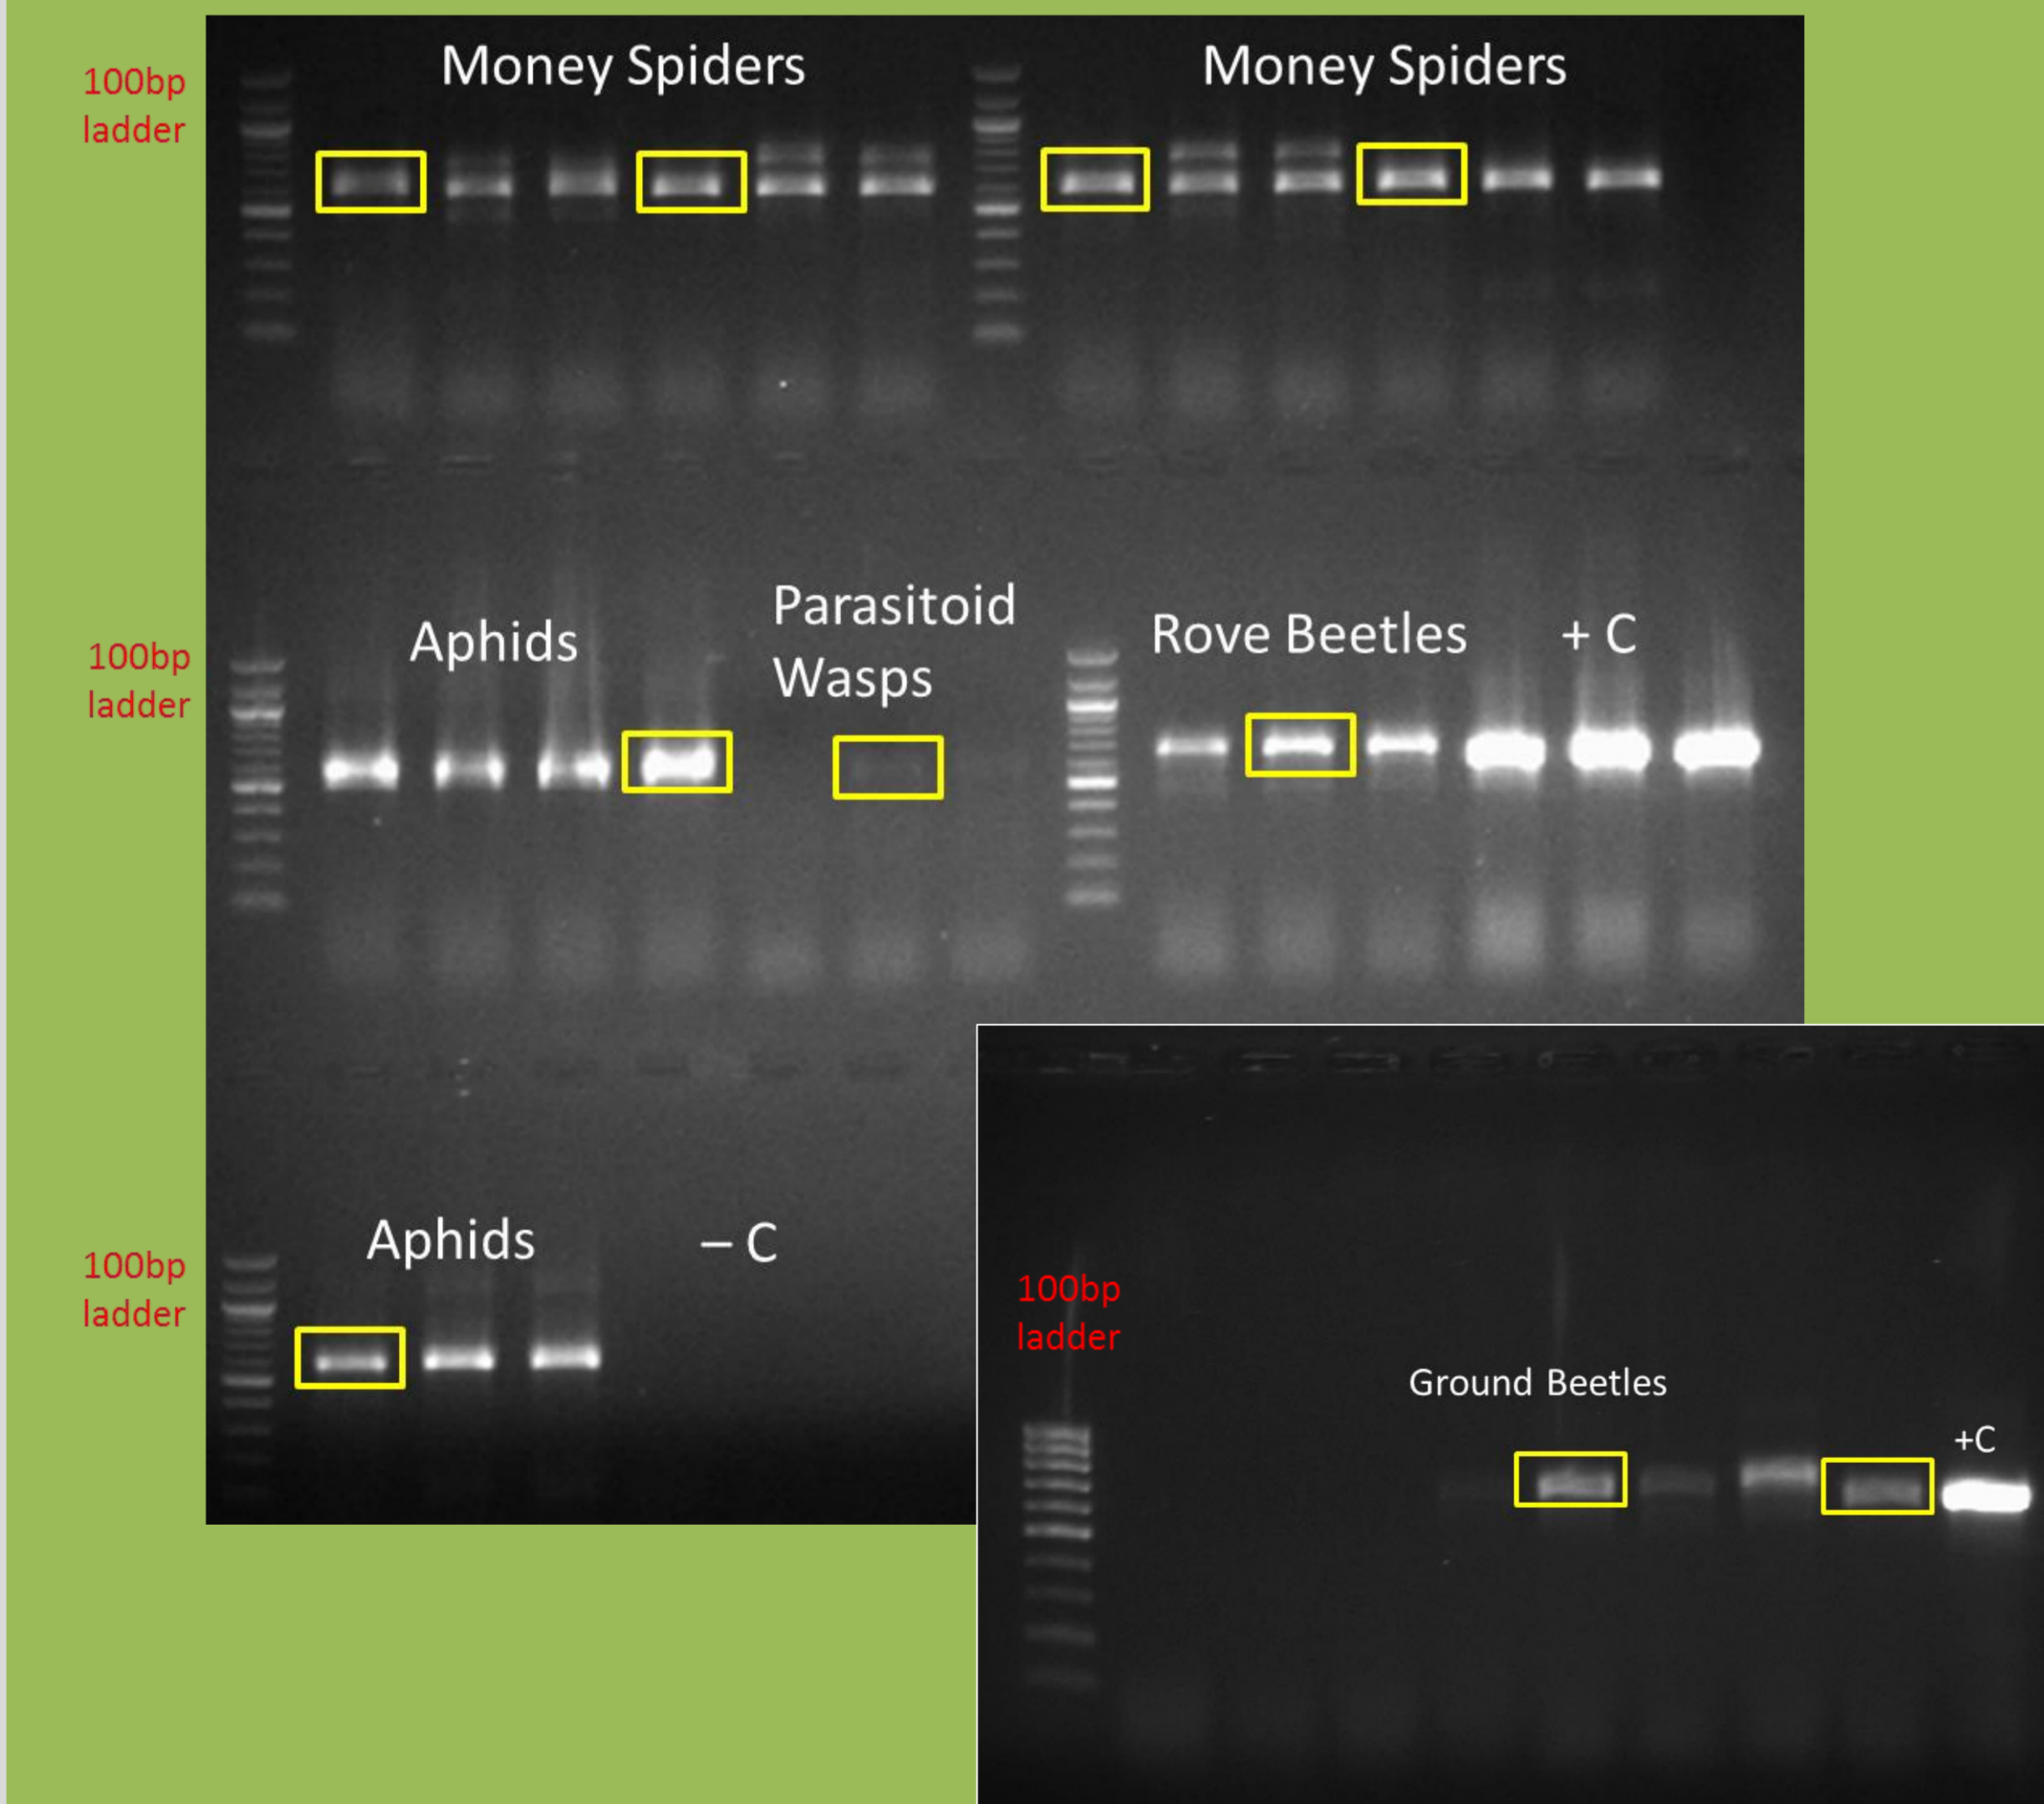 100bp
ladder
Money Spiders
Money Spiders
100bp
ladder
Aphids
Parasitoid
Wasps
Rove Beetles
+ C
100bp
ladder
Aphids
– C
100bp
ladder
Ground Beetles
+C